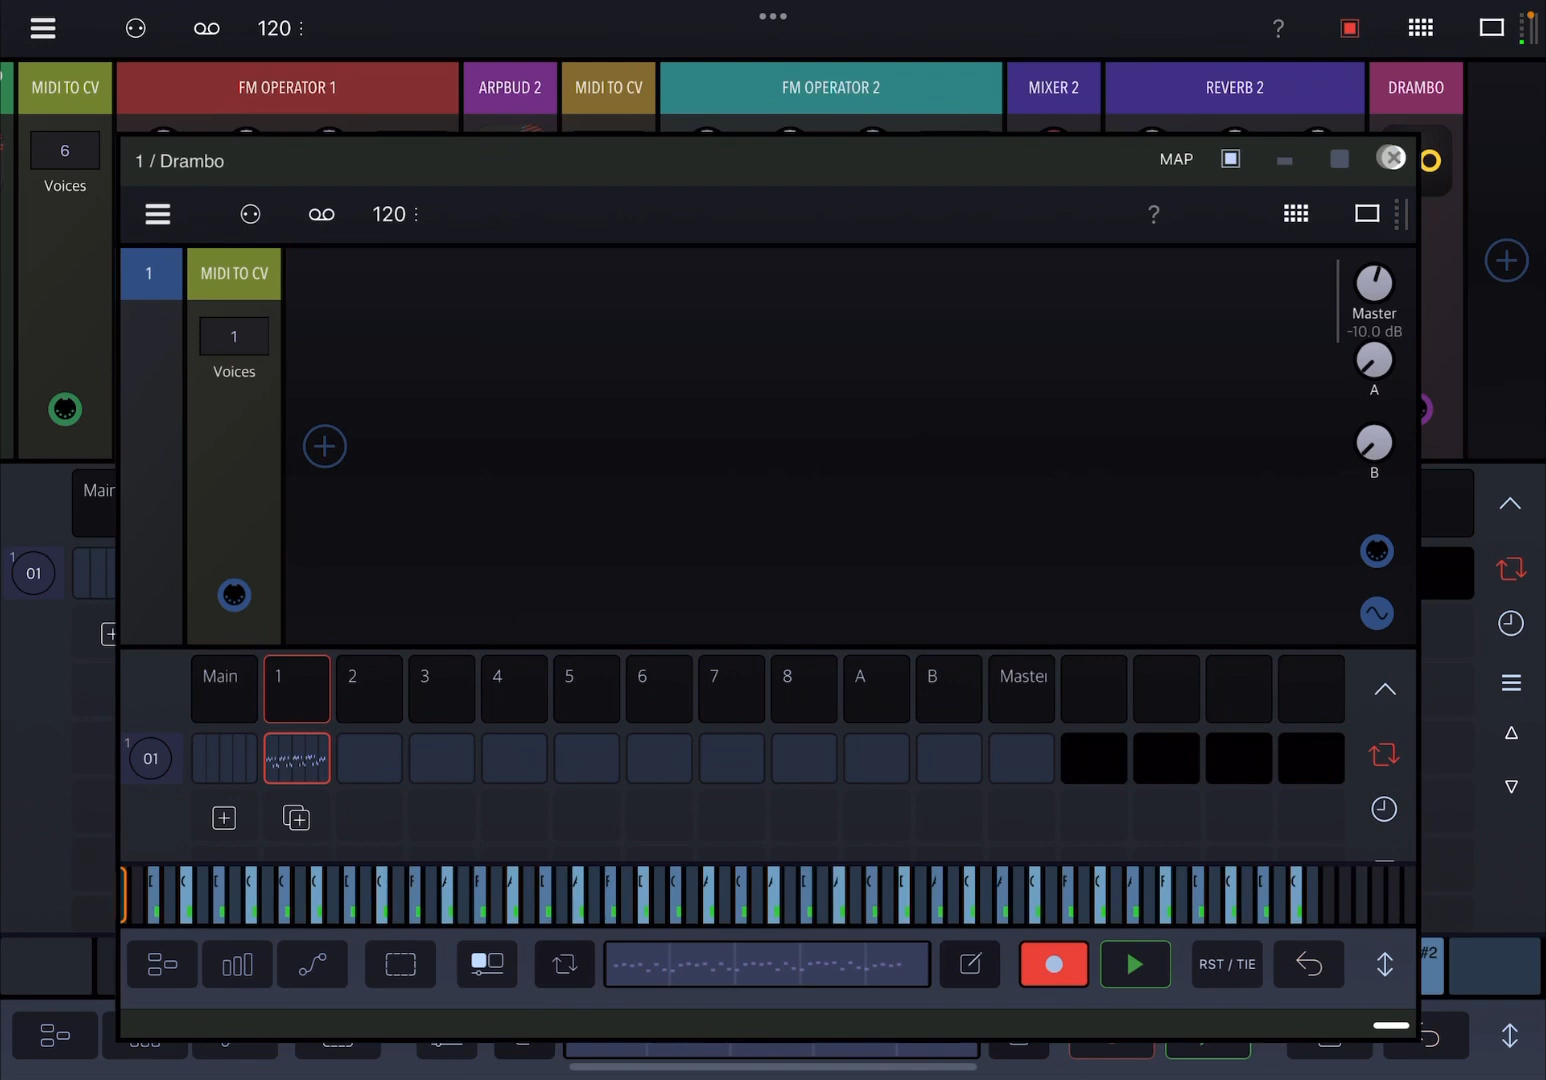 120
?
MIDI TO CV
FM OPERATOR 1
ARPBUD 2
MIDI TO CV
FM OPERATOR 2
MIXER 2
REVERB 2
DRAMBO
6
Voices
1 / Drambo
MAP
120
?
1
MIDI TO CV
1
Voices
Master
-10.0 dB
A
B
Main
1
01
Main 1 2 3 4 5 6 7 8 A B Master
1
01
#2
RST / TIE